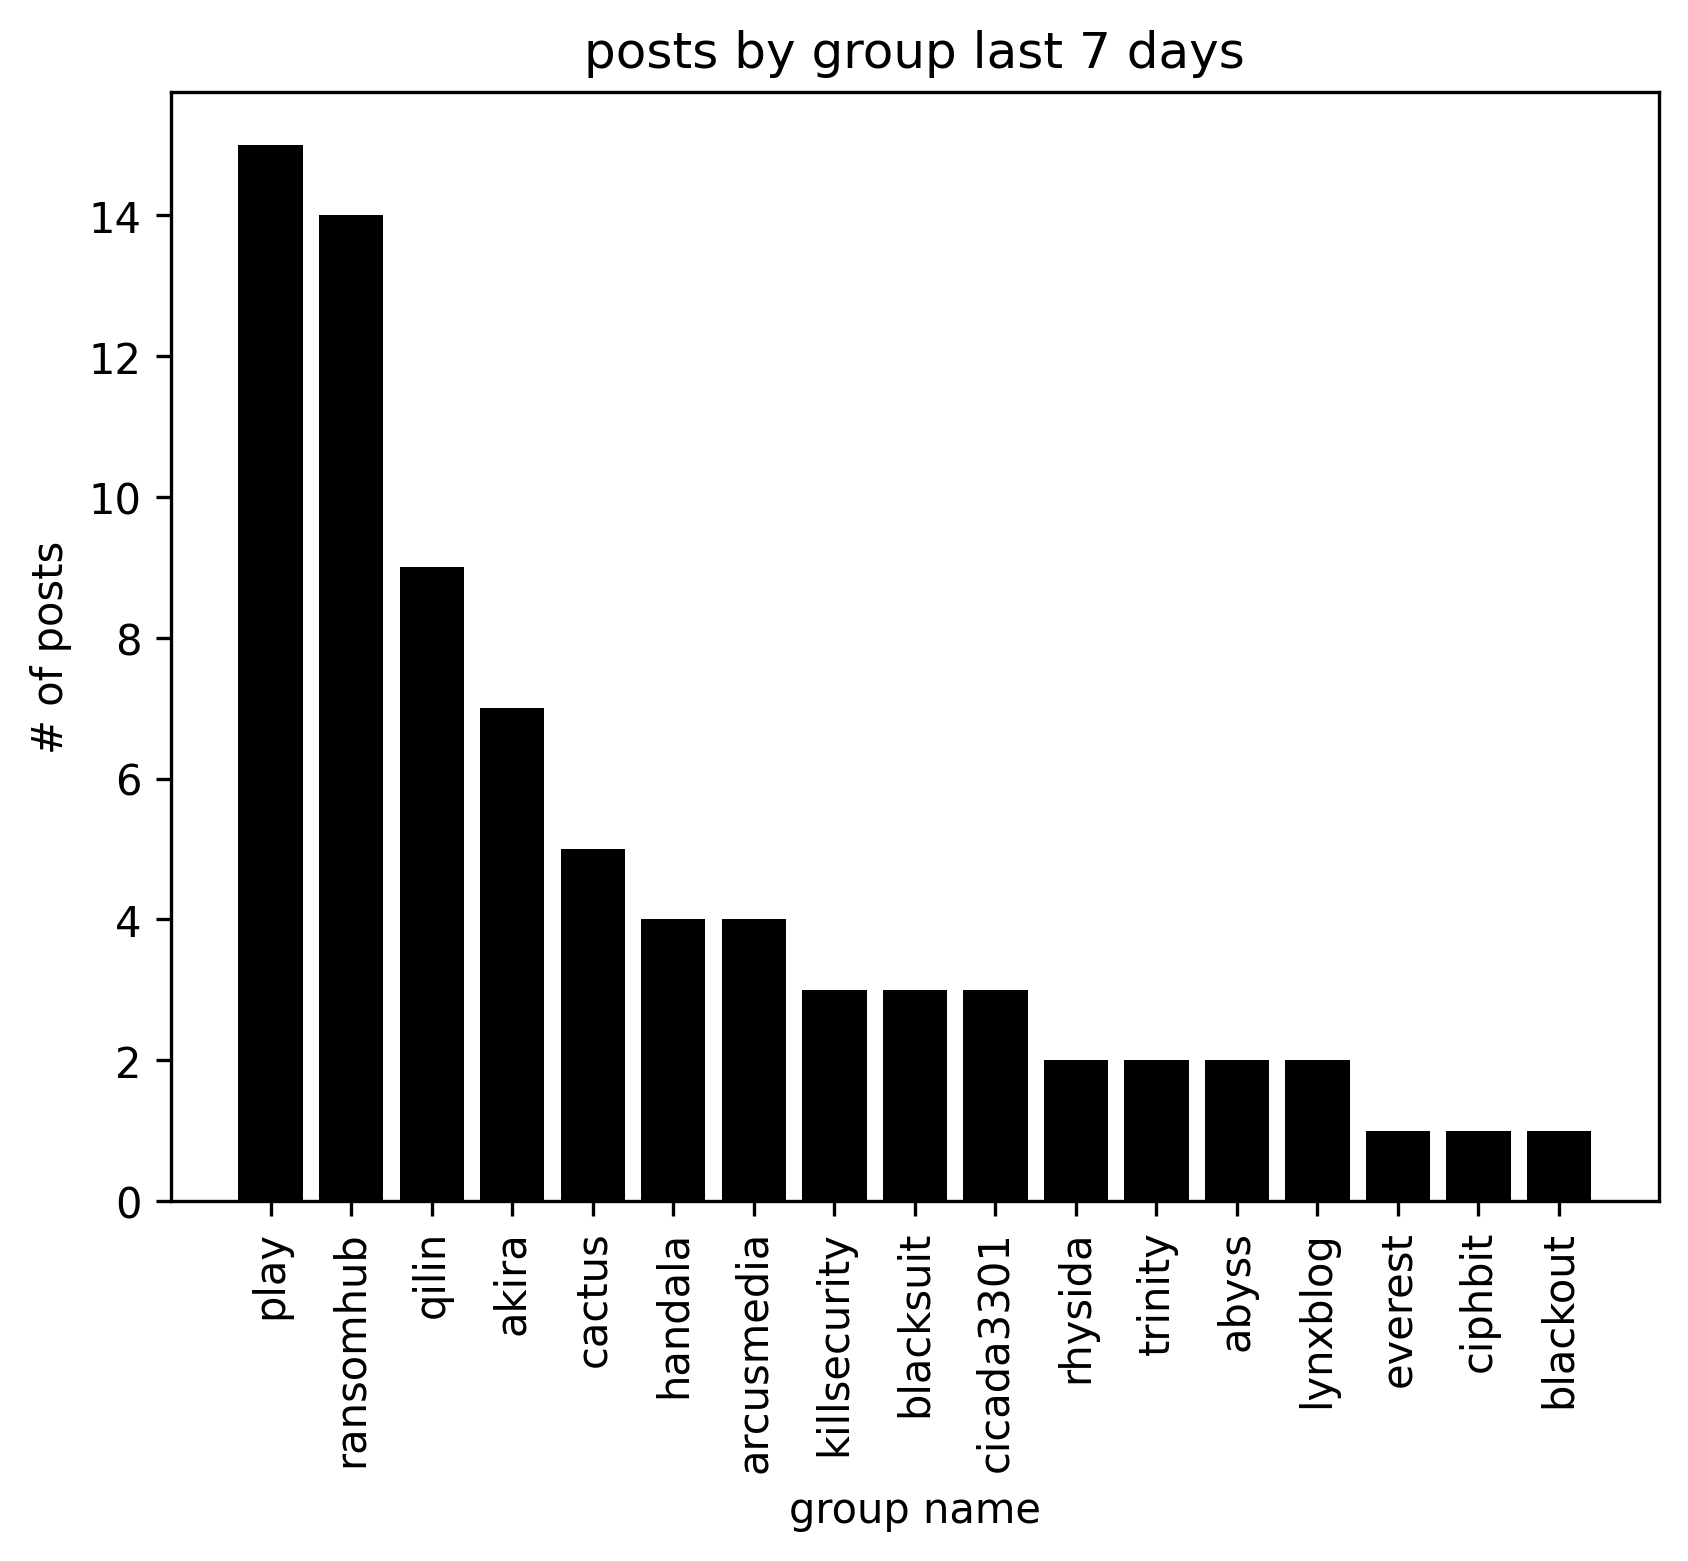 posts by group last 7 days
# of posts
14
12
10
8
6
4
2
0
play
ransomhub
qilin
akira
cactus
handala
arcusmedia
killsecurity
blacksuit
cicada3301
rhysida
trinity
abyss
lynxblog
everest
ciphbit
blackout
group name